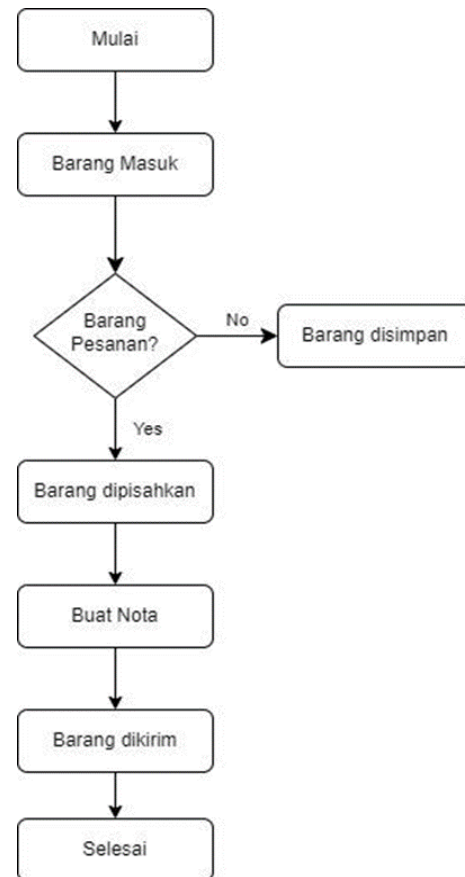 Mulai
Barang Masuk
Barang
Pesanan?
No
Barang disimpan
Yes
Barang dipisahkan
Buat Nota
Barang dikirim
Selesai